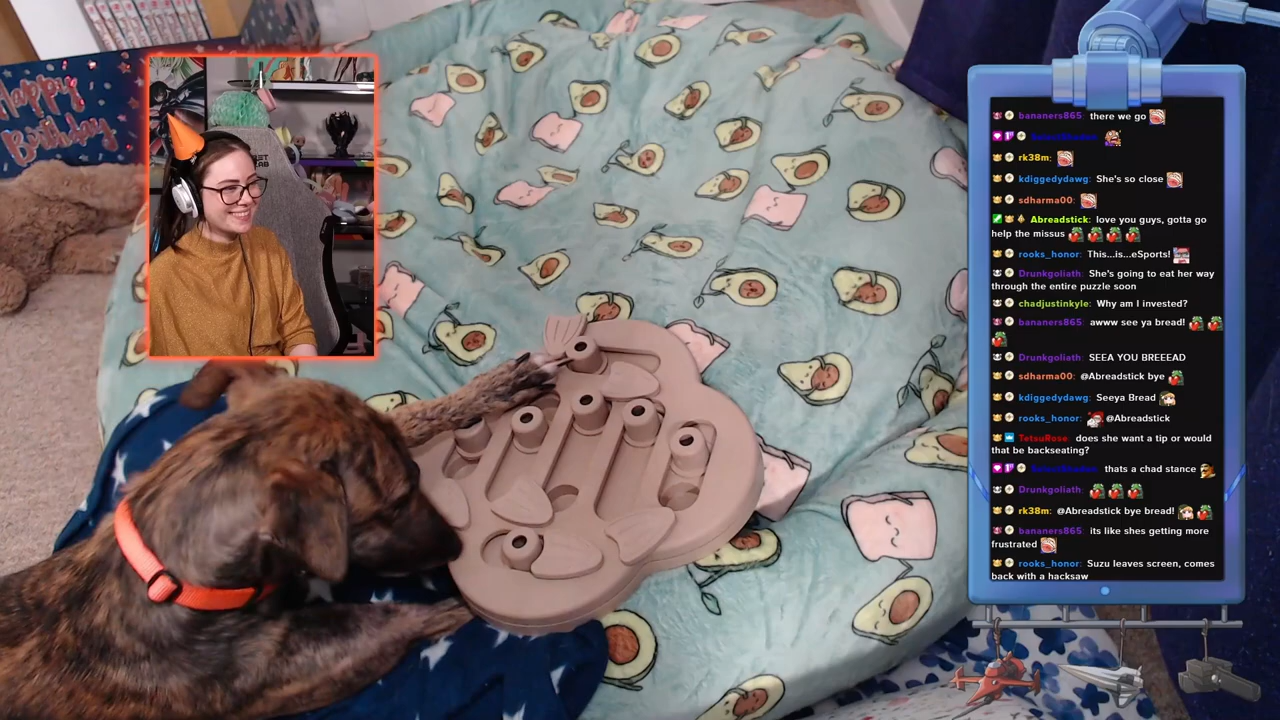 Happy
Birthday
bananers865: there we go
rk38m:
kdiggedydawg: She's so close
sdharma00:
Abreadstick: love you guys, gotta go
help the missus
rooks_honor: This...is...eSports!
Drunkgoliath: She's going to eat her way
through the entire puzzle soon
chadjustinkyle: Why am I invested?
bananers865: awww see ya bread!
Drunkgoliath: SEEA YOU BREEEAD
sdharma00: @Abreadstick bye
kdiggedydawg: Seeya Bread
rooks_honor: @Abreadstick
TetsuRose: does she want a tip or would
that be backseating?
thats a chad stance
Drunkgoliath:
rk38m: @Abreadstick bye bread!
bananers865: its like shes getting more
frustrated
rooks_honor: Suzu leaves screen, comes
back with a hacksaw